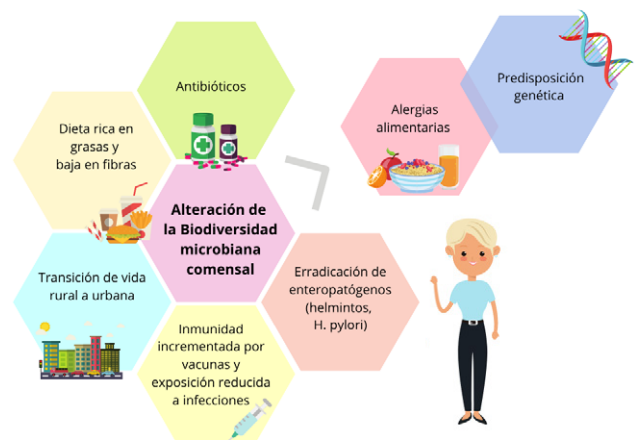 Antibióticos
Predisposición
genética
Alergias
alimentarias
Dieta rica en
grasas y
baja en fibras
Alteración de
la Biodiversidad
microbiana
comensal
Transición de vida
rural a urbana
Erradicación de
enteropatógenos
(helmintos,
H. pylori)
Inmunidad
incrementada por
vacunas y
exposición reducida
a infecciones